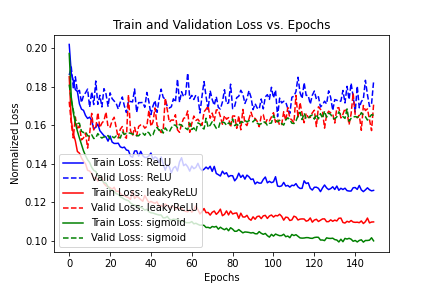 Train and Validation Loss vs. Epochs
Normalized Loss
0.20
0.18
0.16
0.14
0.12
0.10
Train Loss: ReLU
Valid Loss: ReLU
Train Loss: leakyReLU
Valid Loss: leakyReLU
Train Loss: sigmoid
Valid Loss: sigmoid
0 20 40 60 80 100 120 140
Epochs